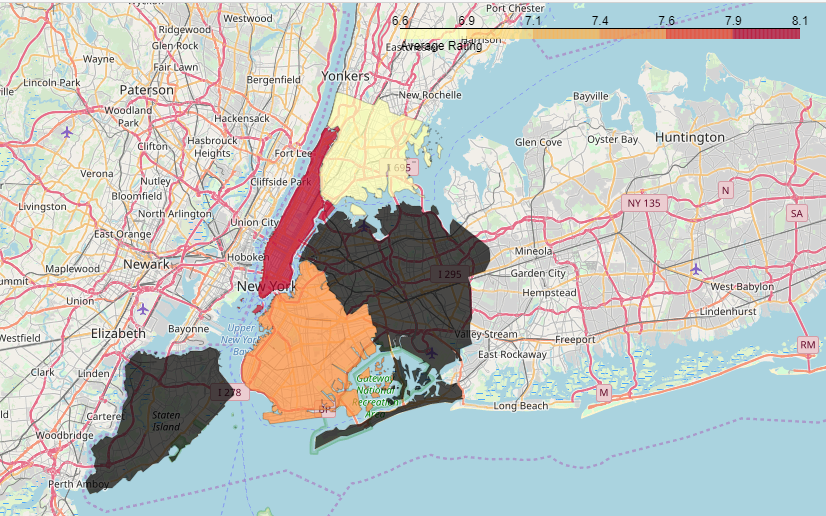 Port Chester
6.6 6.9 7.1 7.4 7.6 7.9 8.1
Average Rating
Harrison
Westwood
Ridgewood
Glen Rock
Wayne
Fair Lawn
Yonkers
Bergenfield
Lincoln Park
Paterson
New Rochelle
Bayville
Woodland
Park
Hackensack
Huntington
Oyster Bay
Glen Cove
Clifton
Hasbrouck
Heights
Fort Lee
I 695
Verona
Nutley
Cliffside Park
N
Bloomfield
NY 135
Livingston
North Arlington
SA
Union City
East Orange
Mineola
Hoboken
Newark
Maplewood
I 295
Garden City
New York
West Babylon
Hempstead
Union
Lindenhurst
Bayonne
Upper
New York
Bay
Elizabeth
Valley Stream
Freeport
Westfield
RM
East Rockaway
Clark
Linden
Gateway
National
Recreation
Area
I 278
M
Long Beach
Carteret
Staten
Island
Woodbridge
Perth Amboy